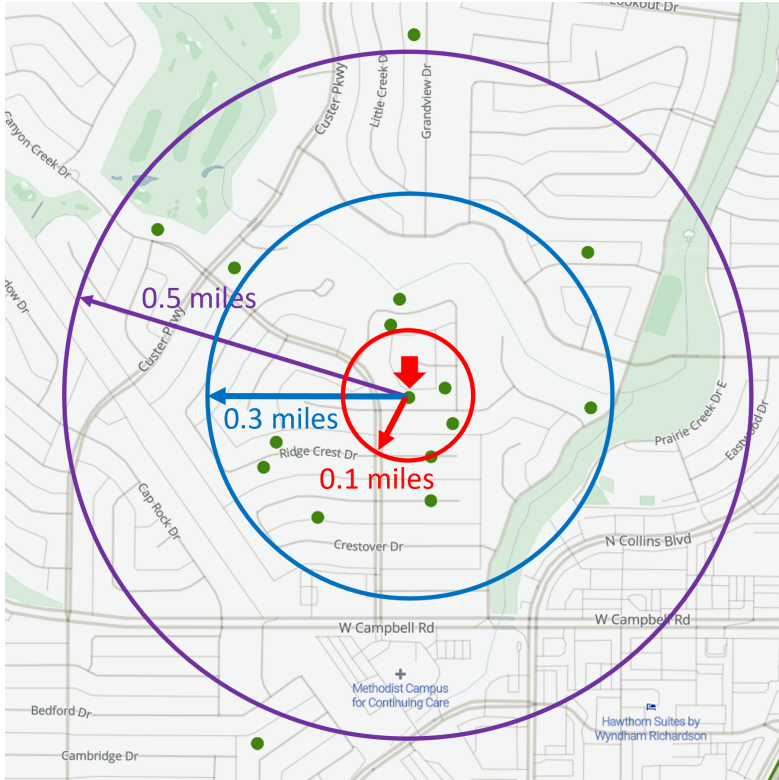 Lookout Dr
Custer Pkwy
Little Creek D
Grandview Dr
Canyon Creek Dr
0.5 miles
Custer Pkwy
0.3 miles
Ridge Crest Dr
0.1 miles
Prairie Creek Dr E
Eastwood Dr
Cap Rock Dr
Crestover Dr
N Collins Blvd
W Campbell Rd
W Campbell Rd
Methodist Campus
for Continuing Care
Bedford Dr
Hawthorn Suites by
Wyndham Richardson
Cambridge Dr